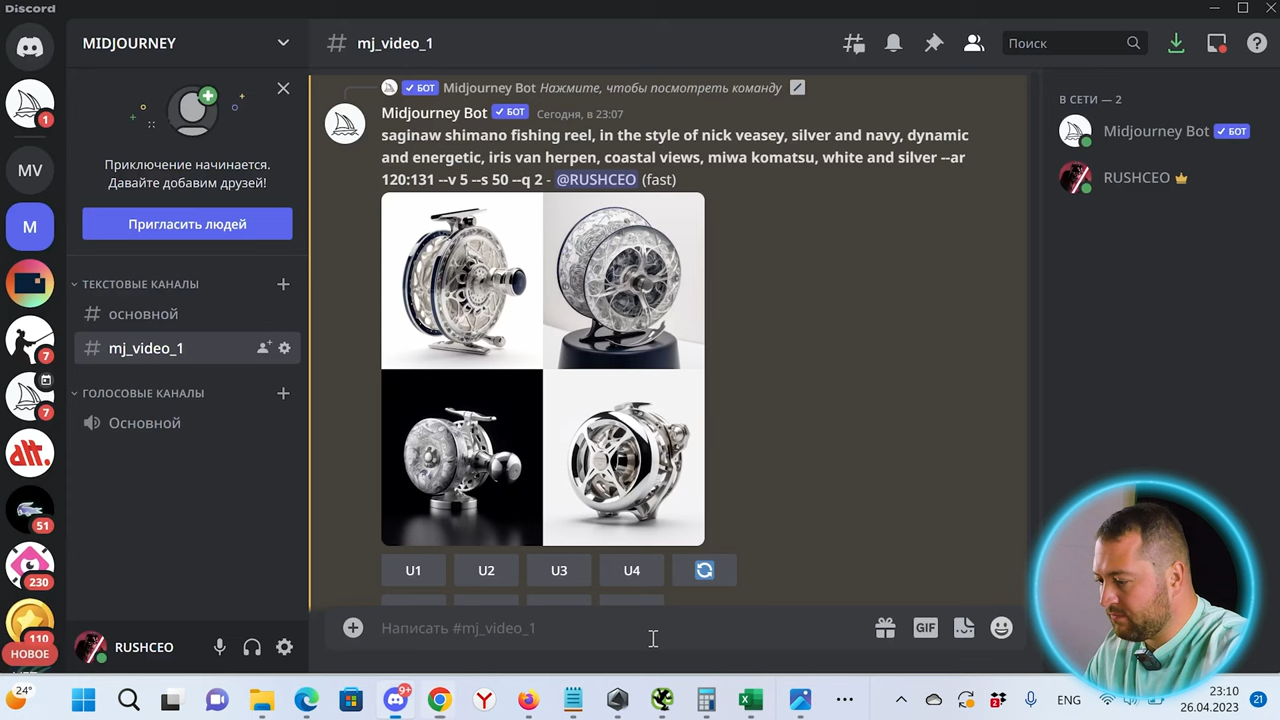 Discord
MIDJOURNEY
mj_video_1
Поиск
1
MV
M
7
7
dtt.
51
230
110
НОВОЕ
Приключение начинается.
Давайте добавим друзей!
Пригласить людей
ТЕКСТОВЫЕ КАНАЛЫ
основной
mj_video_1
ГОЛОСОВЫЕ КАНАЛЫ
Основной
RUSHCEO
БОТ Midjourney Bot Нажмите, чтобы посмотреть команду
Midjourney Bot БОТ Сегодня, в 23:07
saginaw shimano fishing reel, in the style of nick veasey, silver and navy, dynamic
and energetic, iris van herpen, coastal views, miwa komatsu, white and silver --ar
120:131 --v 5 --s 50 --q 2 - @RUSHCEO (fast)
U1 U2 U3 U4
Написать #mj_video_1
GIF
В СЕТИ — 2
Midjourney Bot БОТ
RUSHCEO
24°
9+
ENG
23:10
26.04.2023
21